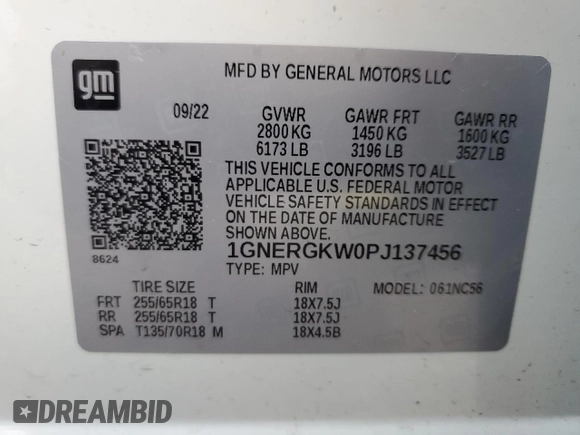 gm
MFD BY GENERAL MOTORS LLC
09/22 GVWR GAWR FRT GAWR RR
2800 KG 1450 KG 1600 KG
6173 LB 3196 LB 3527 LB
THIS VEHICLE CONFORMS TO ALL
APPLICABLE U.S. FEDERAL MOTOR
VEHICLE SAFETY STANDARDS IN EFFECT
ON THE DATE OF MANUFACTURE
SHOWN ABOVE.
8624
1GNERGKW0PJ137456
TYPE: MPV MODEL: 061NC56
TIRE SIZE RIM
FRT 255/65R18 T 18X7.5J
RR 255/65R18 T 18X7.5J
SPA T135/70R18 M 18X4.5B
DREAMBID